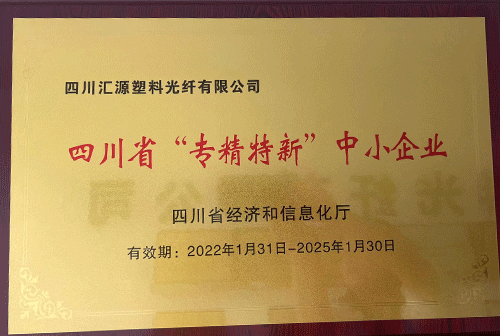 四川汇源塑料光纤有限公司
四川省“专精特新”中小企业
四川省经济和信息化厅
有效期：2022年1月31日-2025年1月30日